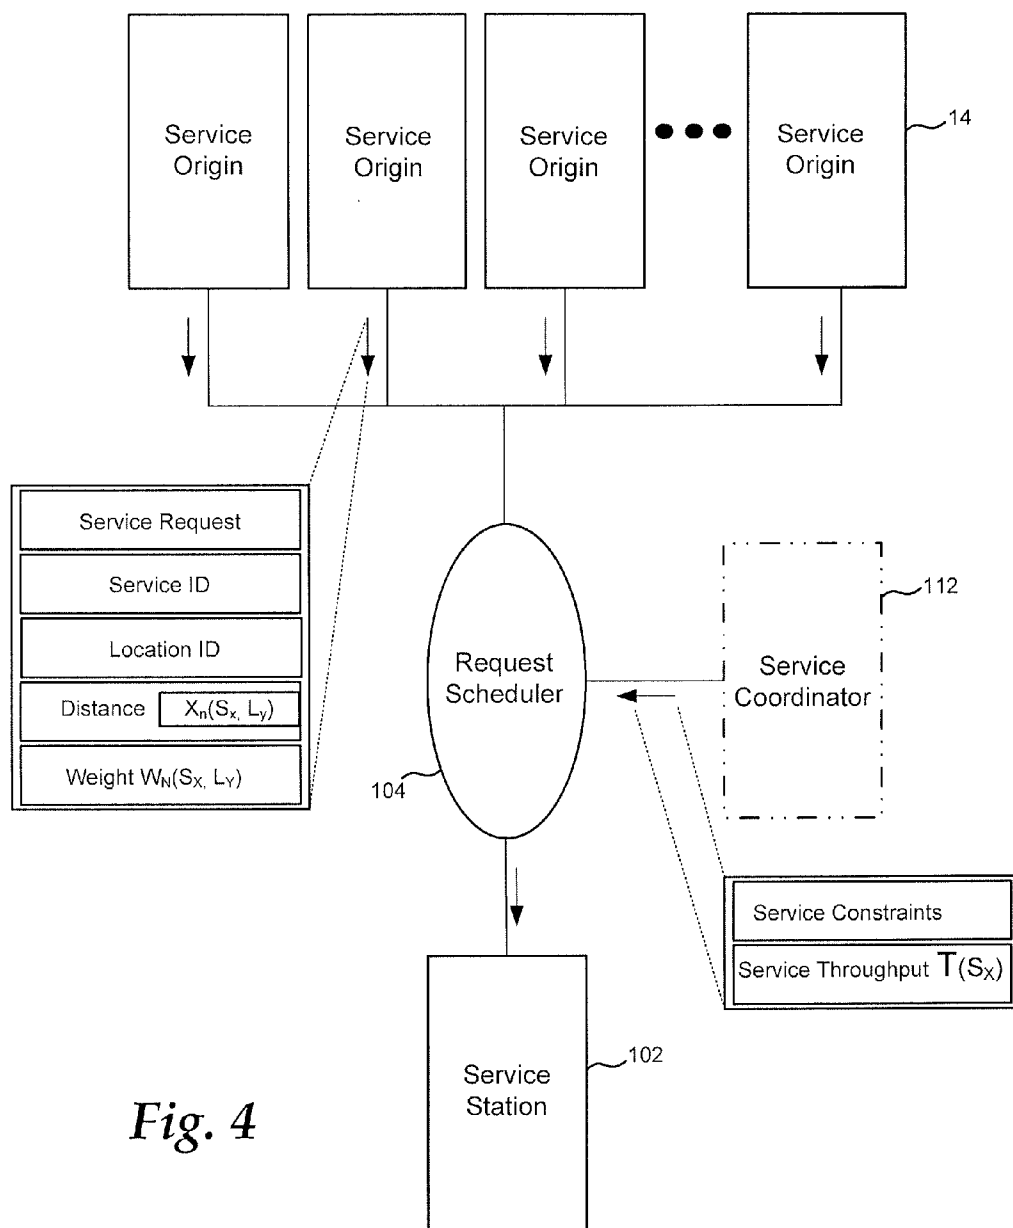 Service
Origin
Service
Origin
Service
Origin
Service
Origin
14
Service Request
Service ID
Location ID
Distance Xn(Sx, Ly)
Weight WN(SX, LY)
Request
Scheduler
104
Service
Coordinator
112
Service Constraints
Service Throughput T(SX)
Service
Station
102
Fig. 4